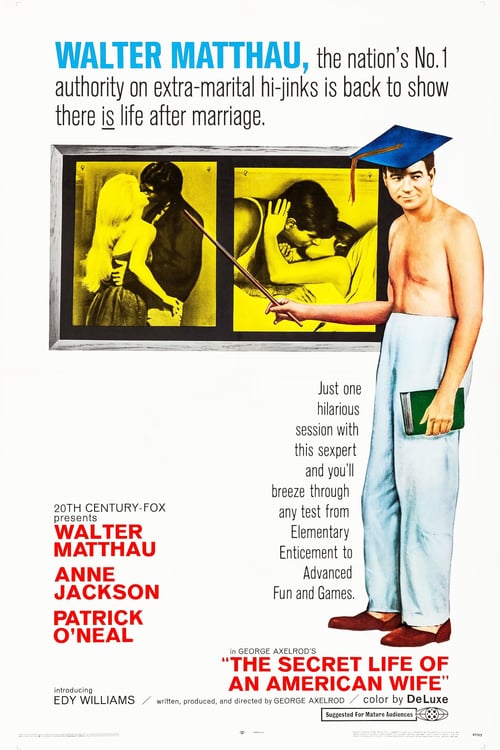 WALTER MATTHAU, the nation's No.1
authority on extra-marital hi-jinks is back to show
there is life after marriage.
Just one
hilarious
session with
this sexpert
and you'll
breeze through
any test from
Elementary
Enticement to
Advanced
Fun and Games.
20TH CENTURY-FOX
presents
WALTER
MATTHAU
ANNE
JACKSON
PATRICK
O'NEAL
in GEORGE AXELROD'S
"THE SECRET LIFE OF
AN AMERICAN WIFE"
introducing
EDY WILLIAMS / written, produced, and directed by GEORGE AXELROD / color by DeLuxe
Suggested For Mature Audiences